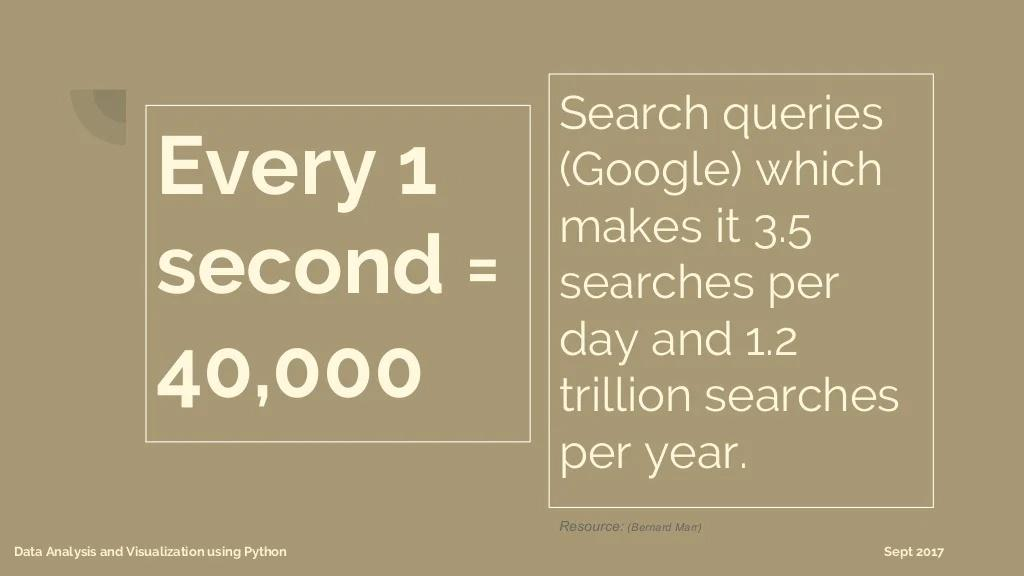 Every 1
second =
40,000
Search queries
(Google) which
makes it 3.5
searches per
day and 1.2
trillion searches
per year.
Resource: (Bernard Marr)
Data Analysis and Visualization using Python
Sept 2017